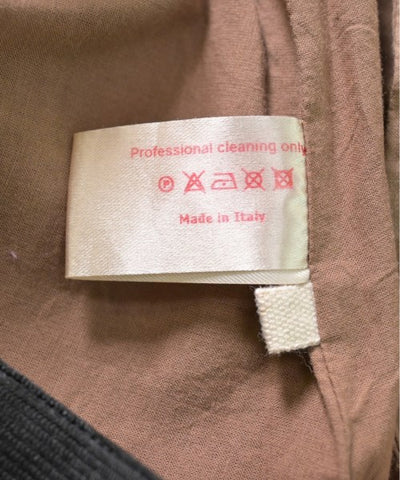 Professional cleaning only
P
Made in Italy